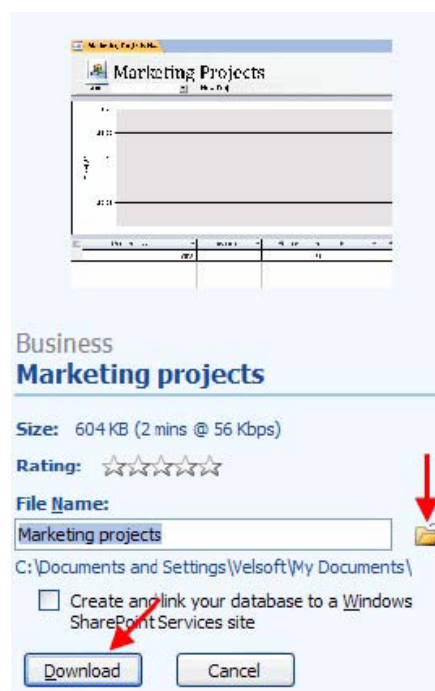 Marketing Projects
Business
Marketing projects
Size: 604 KB (2 mins @ 56 Kbps)
Rating:
File Name:
Marketing projects
C:\Documents and Settings\Velsoft\My Documents\
Create and link your database to a Windows
SharePoint Services site
Download Cancel